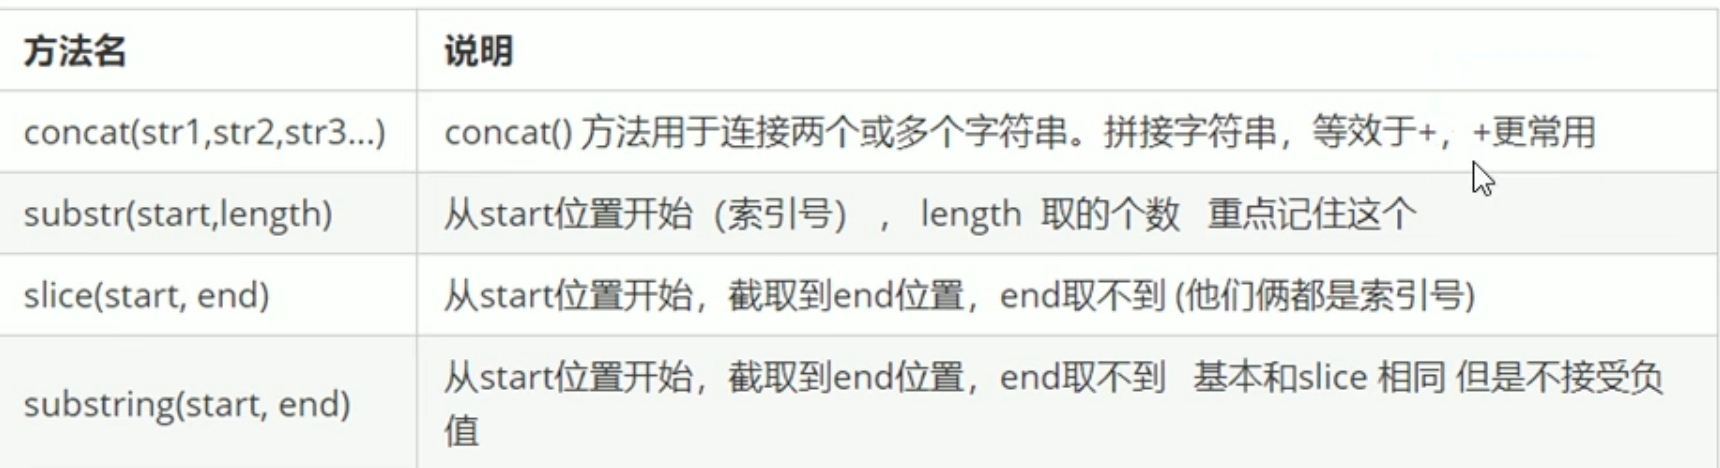 方法名 说明
concat(str1,str2,str3...) concat() 方法用于连接两个或多个字符串。拼接字符串，等效于+，+更常用
substr(start,length) 从start位置开始（索引号） ， length 取的个数 重点记住这个
slice(start, end) 从start位置开始，截取到end位置，end取不到 (他们俩都是索引号)
substring(start, end) 从start位置开始，截取到end位置，end取不到 基本和slice 相同 但是不接受负
值